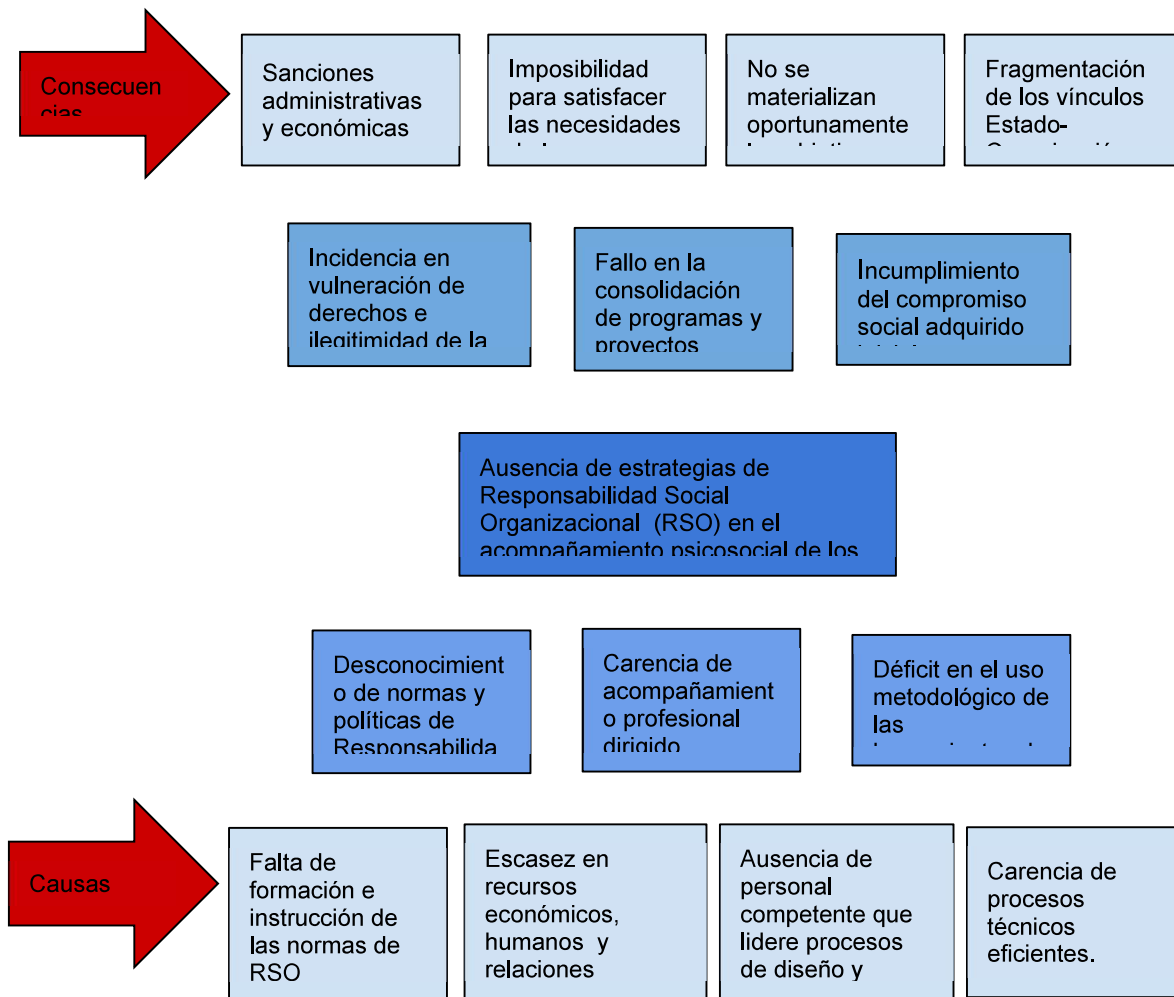 Consecuen
cias
Sanciones
administrativas
y económicas
Imposibilidad
para satisfacer
las necesidades
No se
materializan
oportunamente
Fragmentación
de los vínculos
Estado-
Incidencia en
vulneración de
derechos e
ilegitimidad de la
Fallo en la
consolidación
de programas y
proyectos
Incumplimiento
del compromiso
social adquirido
Ausencia de estrategias de
Responsabilidad Social
Organizacional (RSO) en el
acompañamiento psicosocial de los
Desconocimient
o de normas y
políticas de
Responsabilida
Carencia de
acompañamient
o profesional
dirigido
Déficit en el uso
metodológico de
las
Causas
Falta de
formación e
instrucción de
las normas de
RSO
Escasez en
recursos
económicos,
humanos y
relaciones
Ausencia de
personal
competente que
lidere procesos
de diseño y
Carencia de
procesos
técnicos
eficientes.